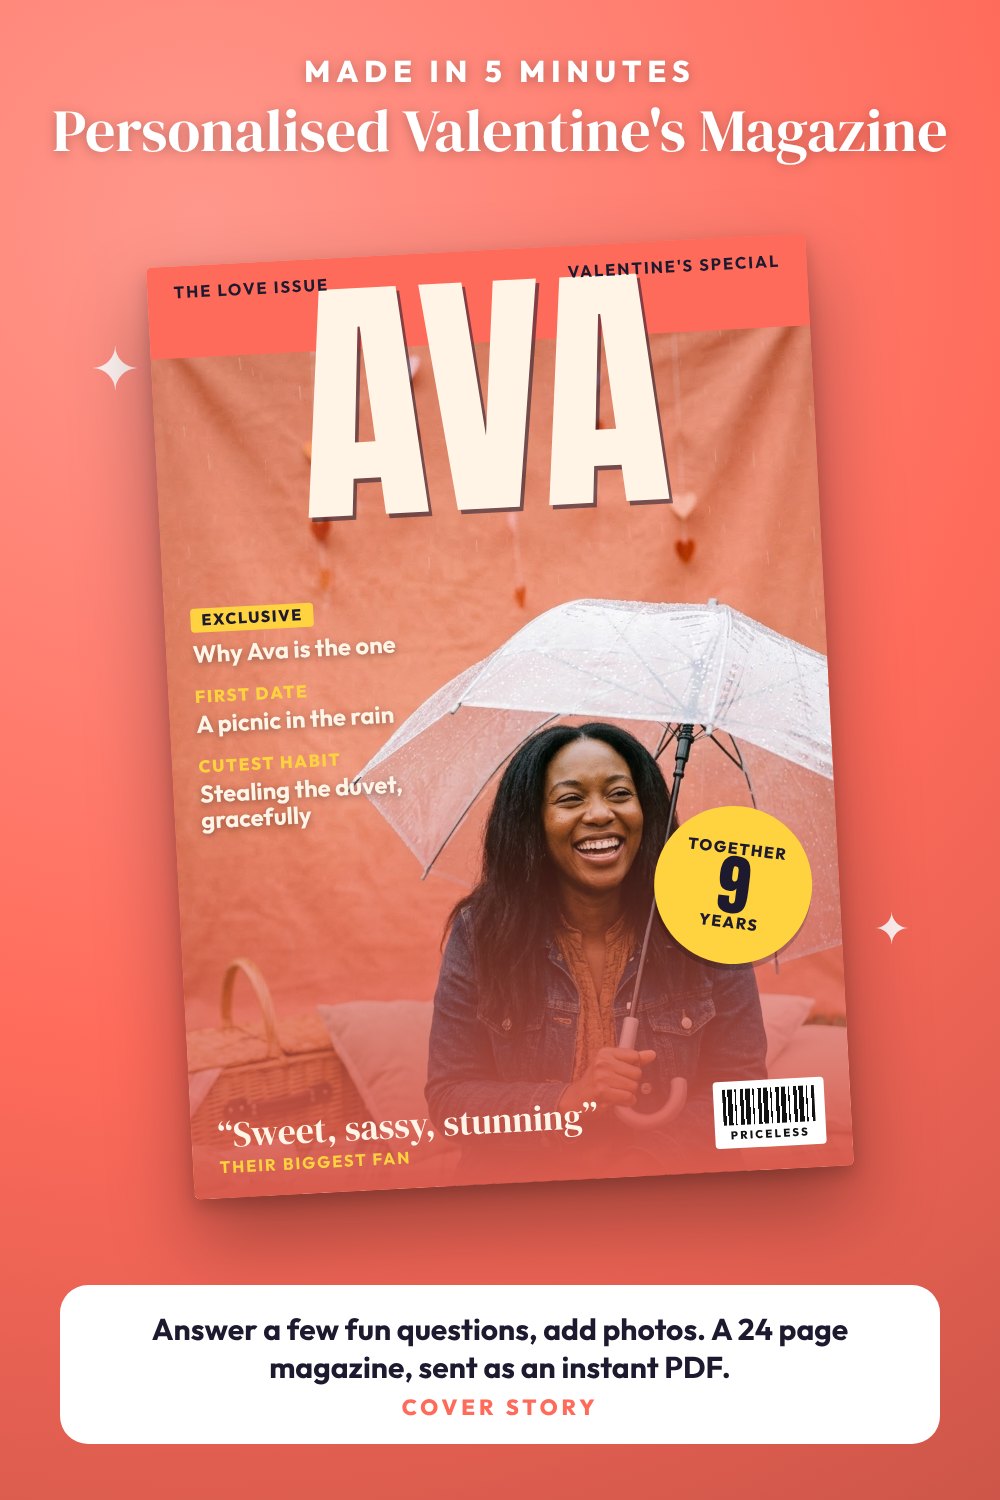 MADE IN 5 MINUTES
Personalised Valentine's Magazine
THE LOVE ISSUE
VALENTINE'S SPECIAL
AVA
EXCLUSIVE
Why Ava is the one
FIRST DATE
A picnic in the rain
CUTEST HABIT
Stealing the duvet,
gracefully
TOGETHER
9
YEARS
“Sweet, sassy, stunning”
THEIR BIGGEST FAN
PRICELESS
Answer a few fun questions, add photos. A 24 page
magazine, sent as an instant PDF.
COVER STORY